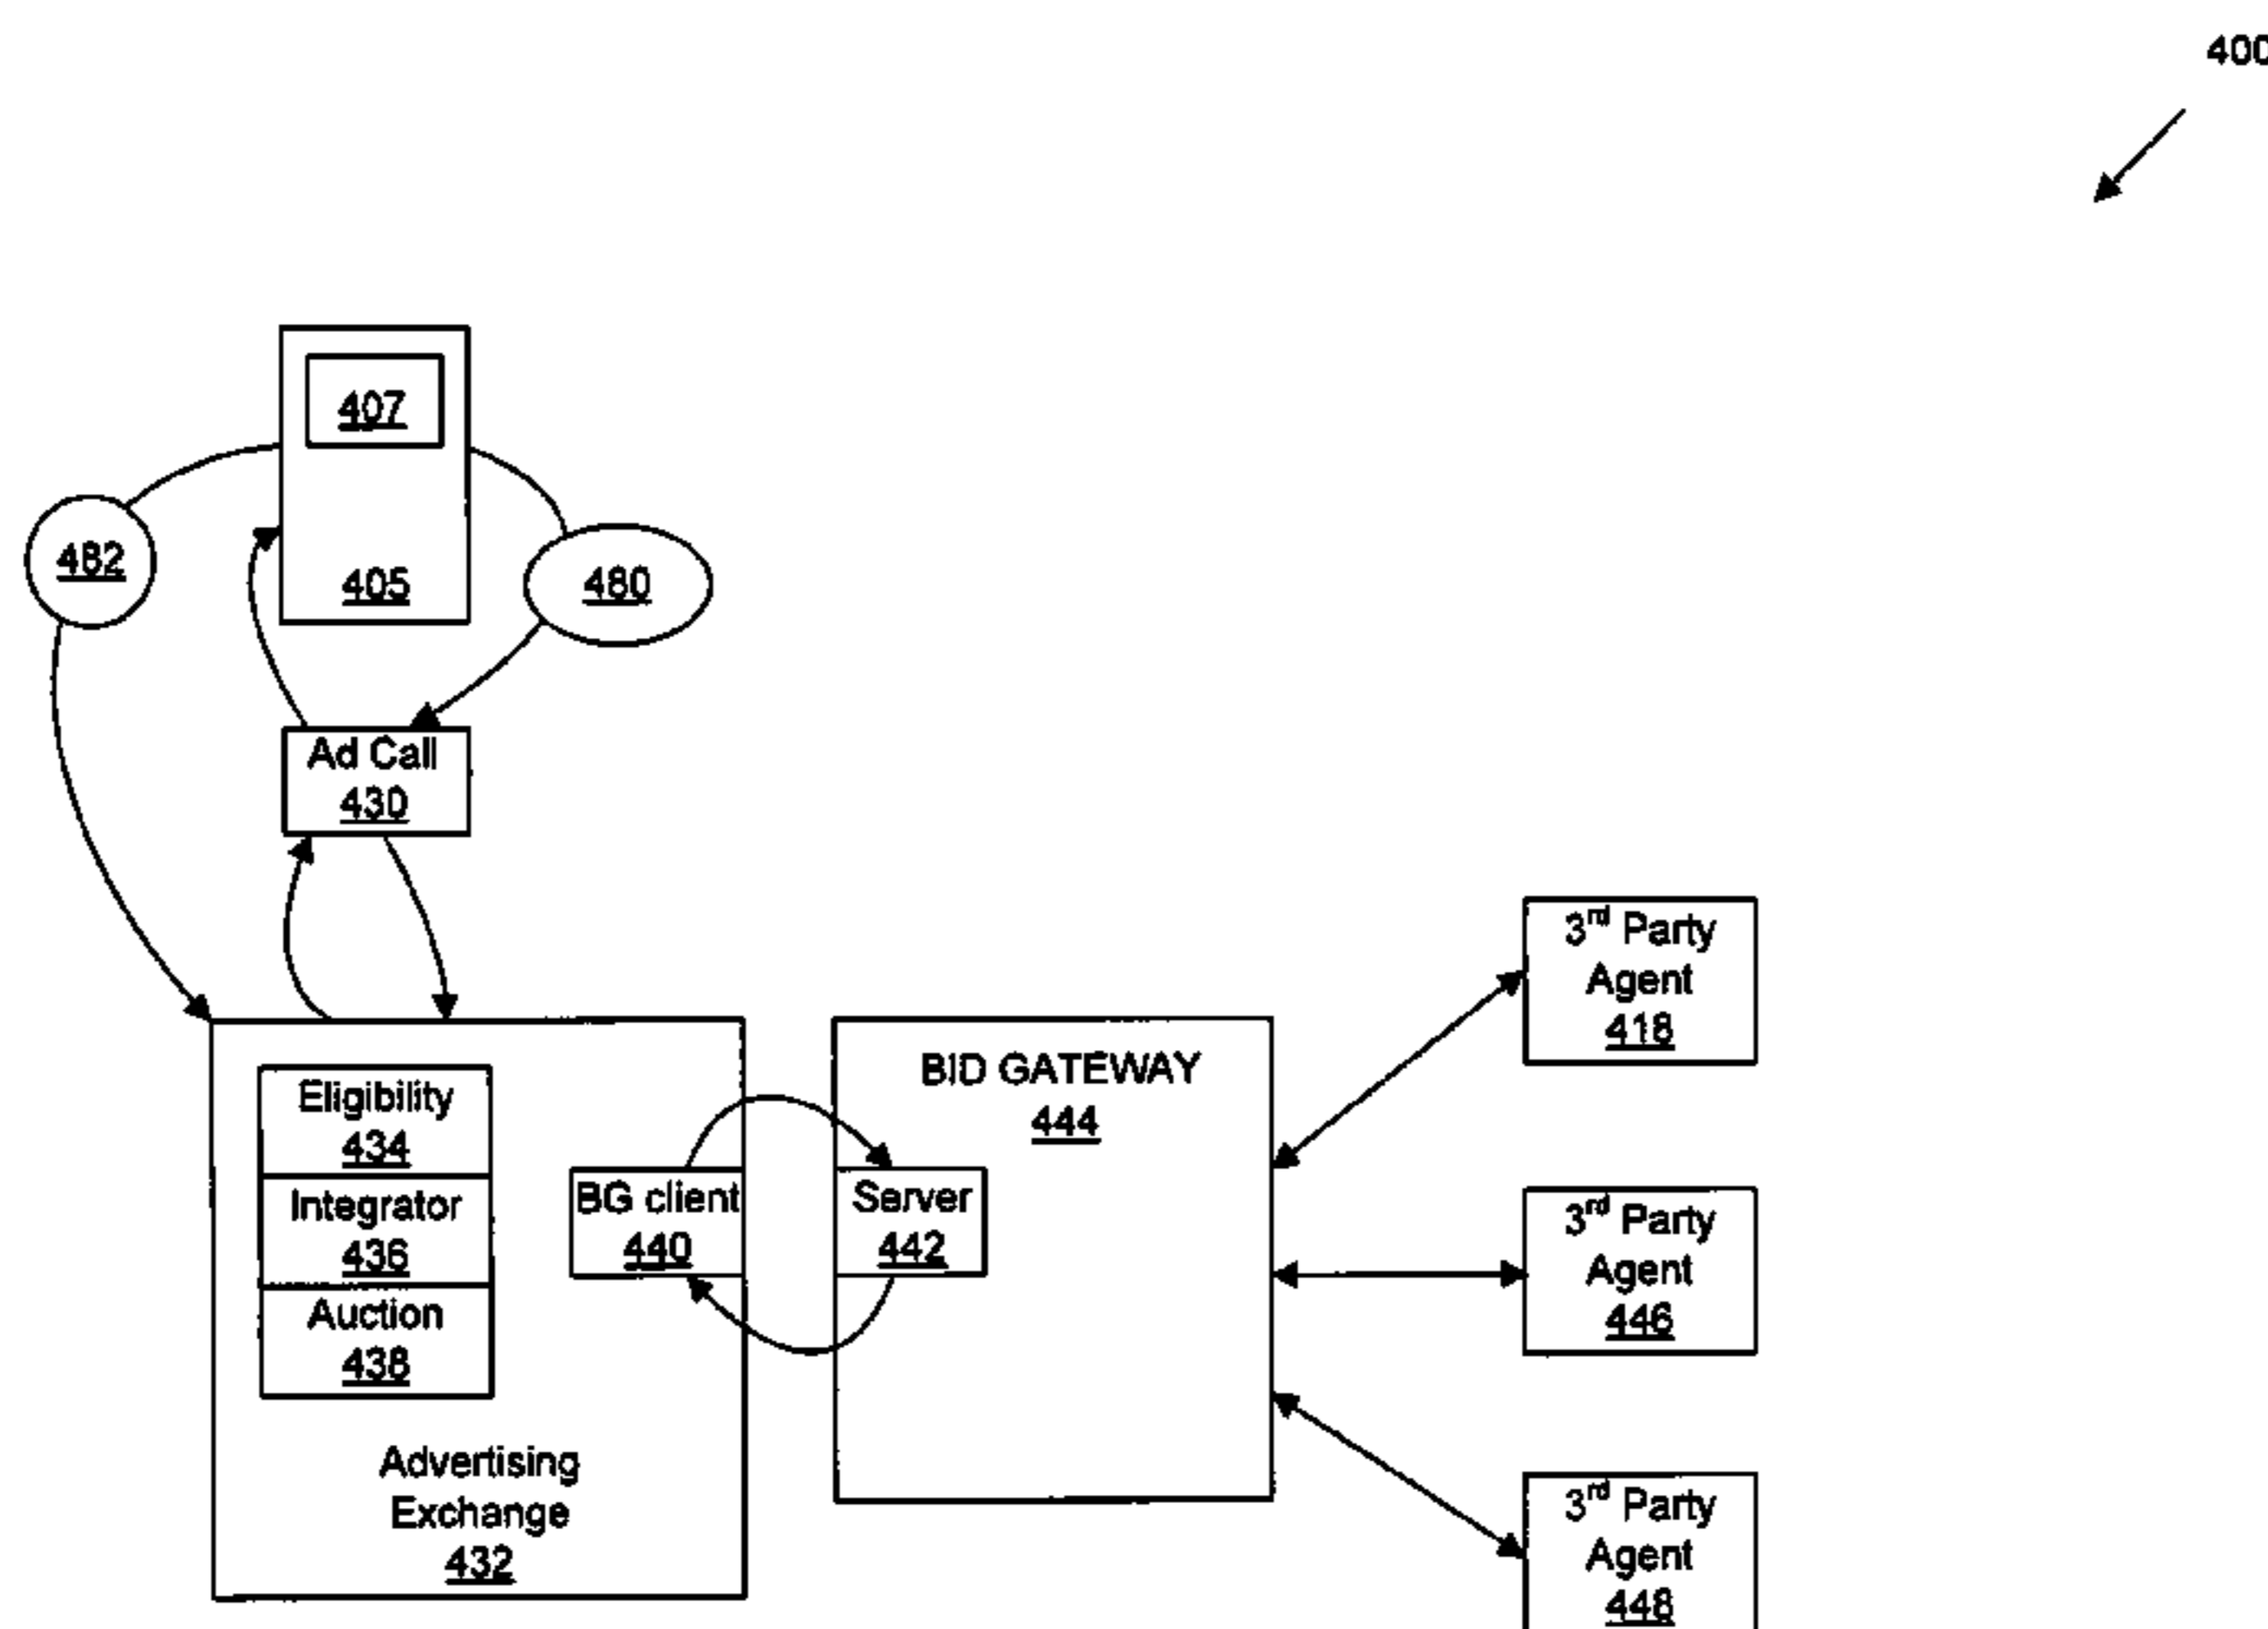 400
407
482
405
480
Ad Call
430
3rd Party
Agent
418
BID GATEWAY
444
Eligibility
434
Integrator
436
Auction
438
BG client
440
Server
442
3rd Party
Agent
446
Advertising
Exchange
432
3rd Party
Agent
448